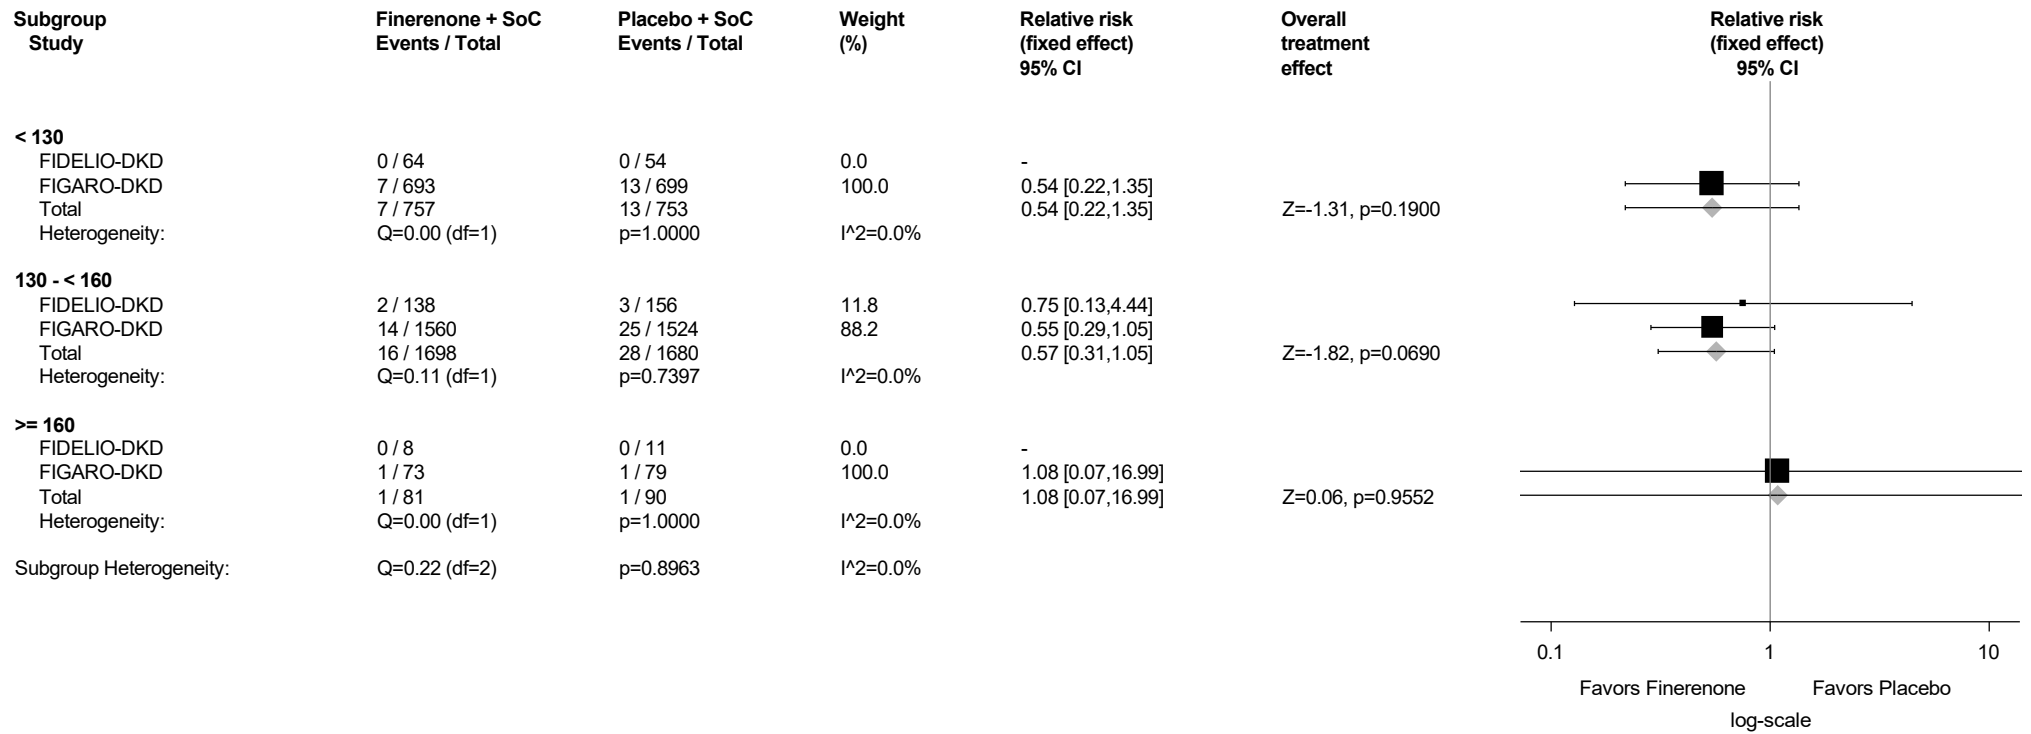 Subgroup Finerenone + SoC Placebo + SoC Weight Relative risk Overall Relative risk
Study Events / Total Events / Total (%) (fixed effect) treatment (fixed effect)
95% CI effect 95% CI
< 130
FIDELIO-DKD 0 / 64 0 / 54 0.0 -
FIGARO-DKD 7 / 693 13 / 699 100.0 0.54 [0.22,1.35]
Total 7 / 757 13 / 753 0.54 [0.22,1.35] Z=-1.31, p=0.1900
Heterogeneity: Q=0.00 (df=1) p=1.0000 I^2=0.0%
130 - < 160
FIDELIO-DKD 2 / 138 3 / 156 11.8 0.75 [0.13,4.44]
FIGARO-DKD 14 / 1560 25 / 1524 88.2 0.55 [0.29,1.05]
Total 16 / 1698 28 / 1680 0.57 [0.31,1.05] Z=-1.82, p=0.0690
Heterogeneity: Q=0.11 (df=1) p=0.7397 I^2=0.0%
>= 160
FIDELIO-DKD 0 / 8 0 / 11 0.0 -
FIGARO-DKD 1 / 73 1 / 79 100.0 1.08 [0.07,16.99]
Total 1 / 81 1 / 90 1.08 [0.07,16.99] Z=0.06, p=0.9552
Heterogeneity: Q=0.00 (df=1) p=1.0000 I^2=0.0%
Subgroup Heterogeneity: Q=0.22 (df=2) p=0.8963 I^2=0.0%
0.1 1 10
Favors Finerenone Favors Placebo
log-scale